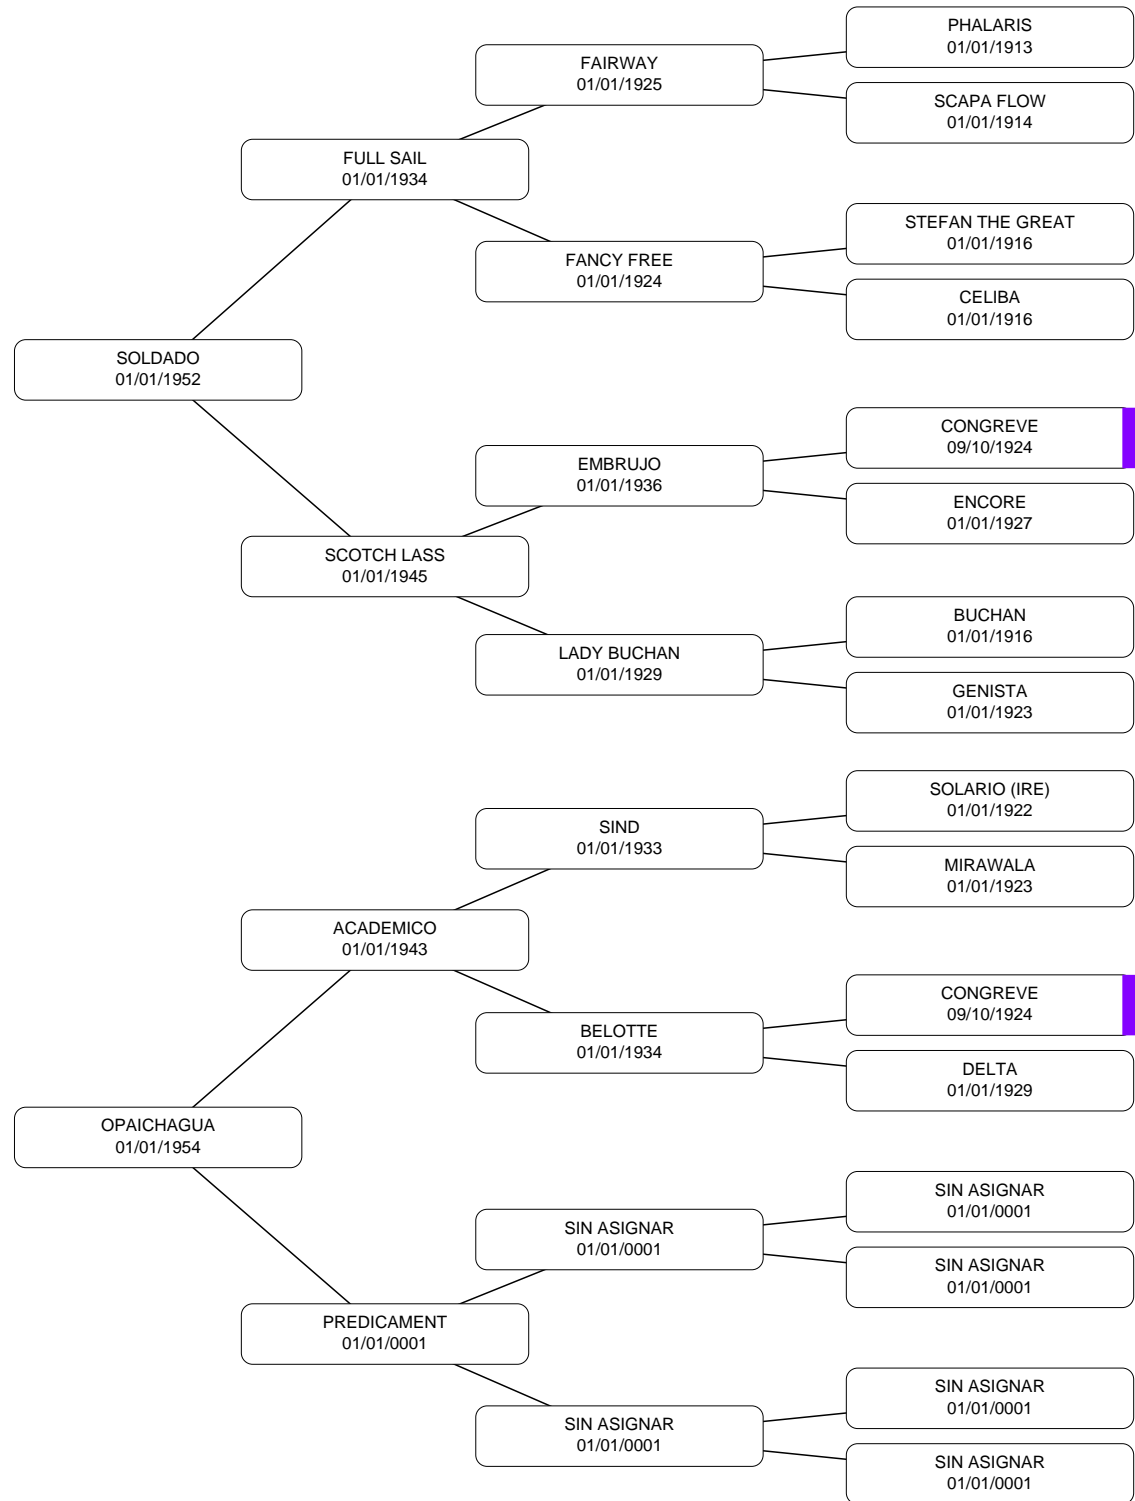 PHALARIS
01/01/1913
FAIRWAY
01/01/1925
SCAPA FLOW
01/01/1914
FULL SAIL
01/01/1934
STEFAN THE GREAT
01/01/1916
FANCY FREE
01/01/1924
CELIBA
01/01/1916
SOLDADO
01/01/1952
CONGREVE
09/10/1924
EMBRUJO
01/01/1936
ENCORE
01/01/1927
SCOTCH LASS
01/01/1945
BUCHAN
01/01/1916
LADY BUCHAN
01/01/1929
GENISTA
01/01/1923
SOLARIO (IRE)
01/01/1922
SIND
01/01/1933
MIRAWALA
01/01/1923
ACADEMICO
01/01/1943
CONGREVE
09/10/1924
BELOTTE
01/01/1934
DELTA
01/01/1929
OPAICHAGUA
01/01/1954
SIN ASIGNAR
01/01/0001
SIN ASIGNAR
01/01/0001
SIN ASIGNAR
01/01/0001
PREDICAMENT
01/01/0001
SIN ASIGNAR
01/01/0001
SIN ASIGNAR
01/01/0001
SIN ASIGNAR
01/01/0001